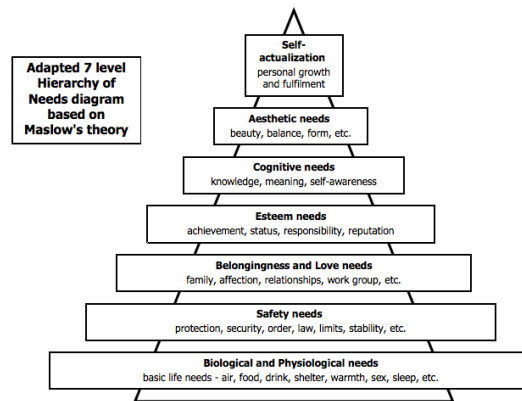 Adapted 7 level
Hierarchy of
Needs diagram
based on
Maslow's theory
Self-
actualization
personal growth
and fulfilment
Aesthetic needs
beauty, balance, form, etc.
Cognitive needs
knowledge, meaning, self-awareness
Esteem needs
achievement, status, responsibility, reputation
Belongingness and Love needs
family, affection, relationships, work group, etc.
Safety needs
protection, security, order, law, limits, stability, etc.
Biological and Physiological needs
basic life needs - air, food, drink, shelter, warmth, sex, sleep, etc.